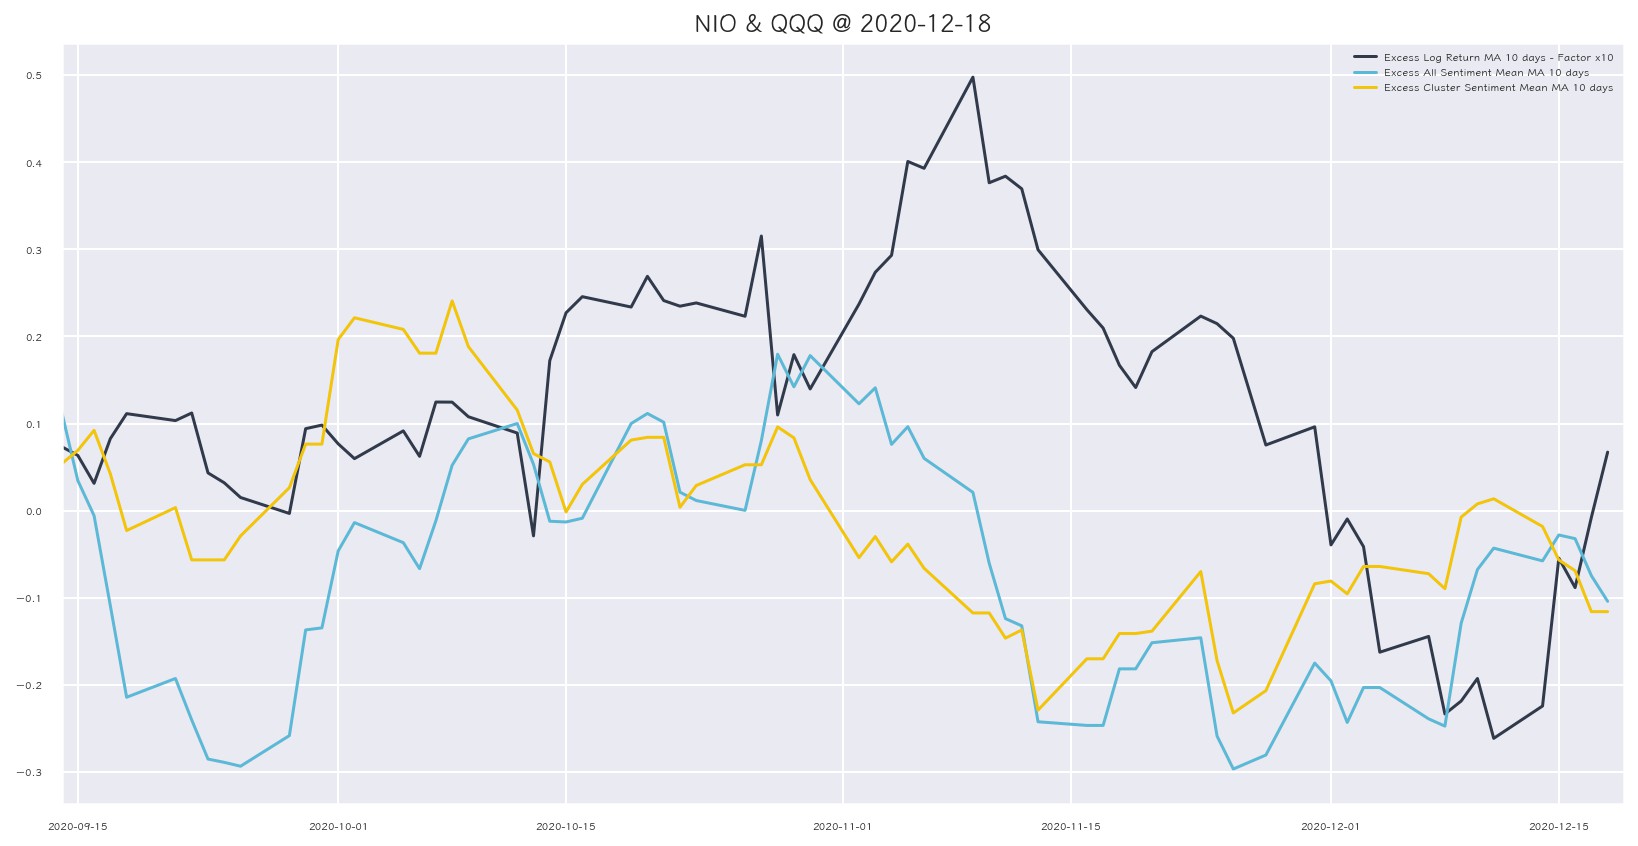 NIO & QQQ @ 2020-12-18
Excess Log Return MA 10 days - Factor x10
Excess All Sentiment Mean MA 10 days
Excess Cluster Sentiment Mean MA 10 days
0.5
0.4
0.3
0.2
0.1
0.0
−0.1
−0.2
−0.3
2020-09-15 2020-10-01 2020-10-15 2020-11-01 2020-11-15 2020-12-01 2020-12-15